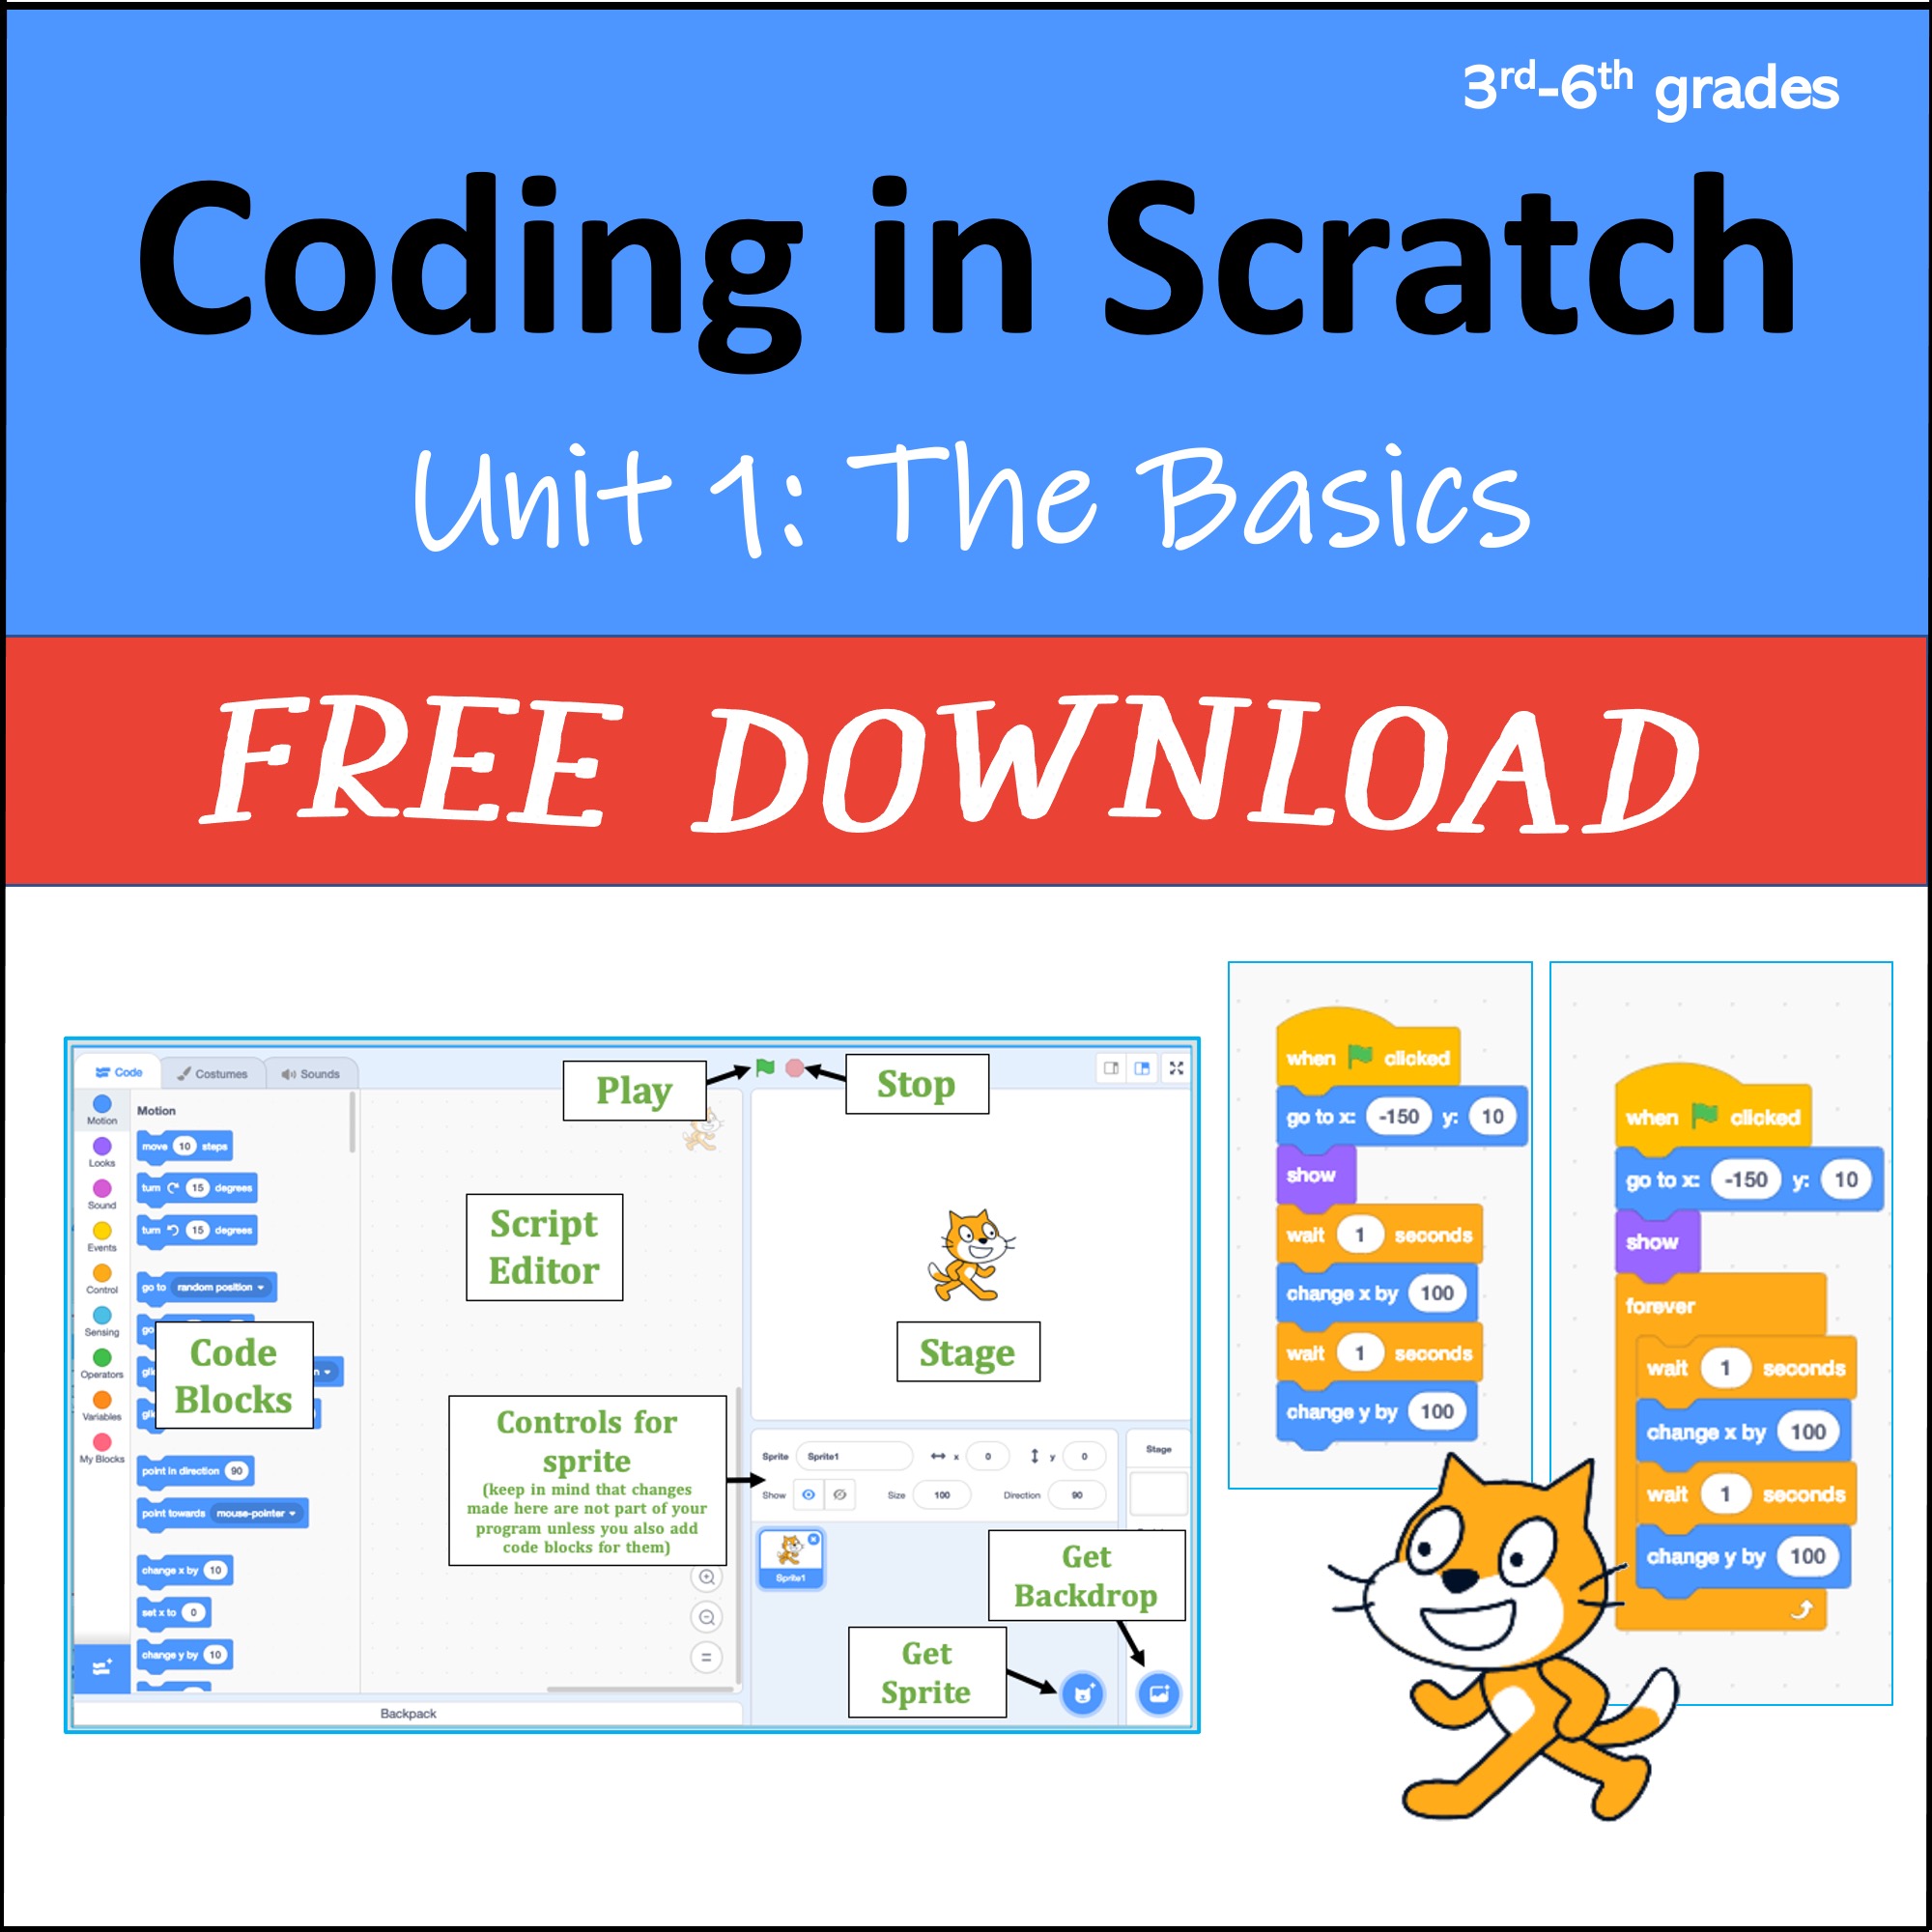 3rd-6th grades
Coding in Scratch
Unit 1: The Basics
FREE DOWNLOAD
Code
Costumes
Sounds
Play
Stop
Motion
Looks
Sound
Events
Control
Sensing
Operators
Variables
My Blocks
Motion
move 10 steps
turn 15 degrees
turn 15 degrees
go to random position
go
Code
Blocks
point in direction 90
point towards mouse-pointer
change x by 10
set x to 0
change y by 10
Backpack
Script
Editor
Controls for
sprite
(keep in mind that changes
made here are not part of your
program unless you also add
code blocks for them)
Stage
Sprite Sprite1 x 0 y 0
Show Size 100 Direction 90
Stage
Sprite1
Get
Backdrop
Get
Sprite
when clicked
go to x: -150 y: 10
show
wait 1 seconds
change x by 100
wait 1 seconds
change y by 100
when clicked
go to x: -150 y: 10
show
forever
wait 1 seconds
change x by 100
wait 1 seconds
change y by 100